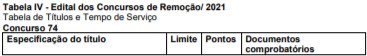 Tabela IV - Edital dos Concursos de Remoção/ 2021
Tabela de Títulos e Tempo de Serviço
Concurso 74
Especificação do título Limite Pontos Documentos
comprobatórios